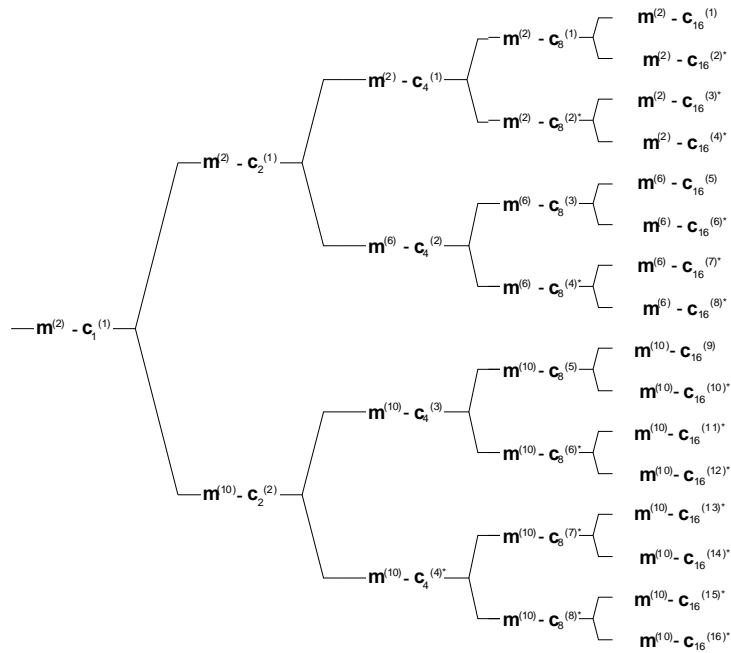 m(2) - c16(1)
m(2) - c8(1)
m(2) - c16(2)*
m(2) - c4(1)
m(2) - c16(3)*
m(2) - c8(2)*
m(2) - c16(4)*
m(2) - c2(1)
m(6) - c16(5)
m(6) - c8(3)
m(6) - c16(6)*
m(6) - c4(2)
m(6) - c16(7)*
m(6) - c8(4)*
m(6) - c16(8)*
m(2) - c1(1)
m(10) - c16(9)
m(10) - c8(5)
m(10) - c16(10)*
m(10) - c4(3)
m(10) - c16(11)*
m(10) - c8(6)*
m(10) - c16(12)*
m(10) - c2(2)
m(10) - c16(13)*
m(10) - c8(7)*
m(10) - c16(14)*
m(10) - c4(4)*
m(10) - c16(15)*
m(10) - c8(8)*
m(10) - c16(16)*